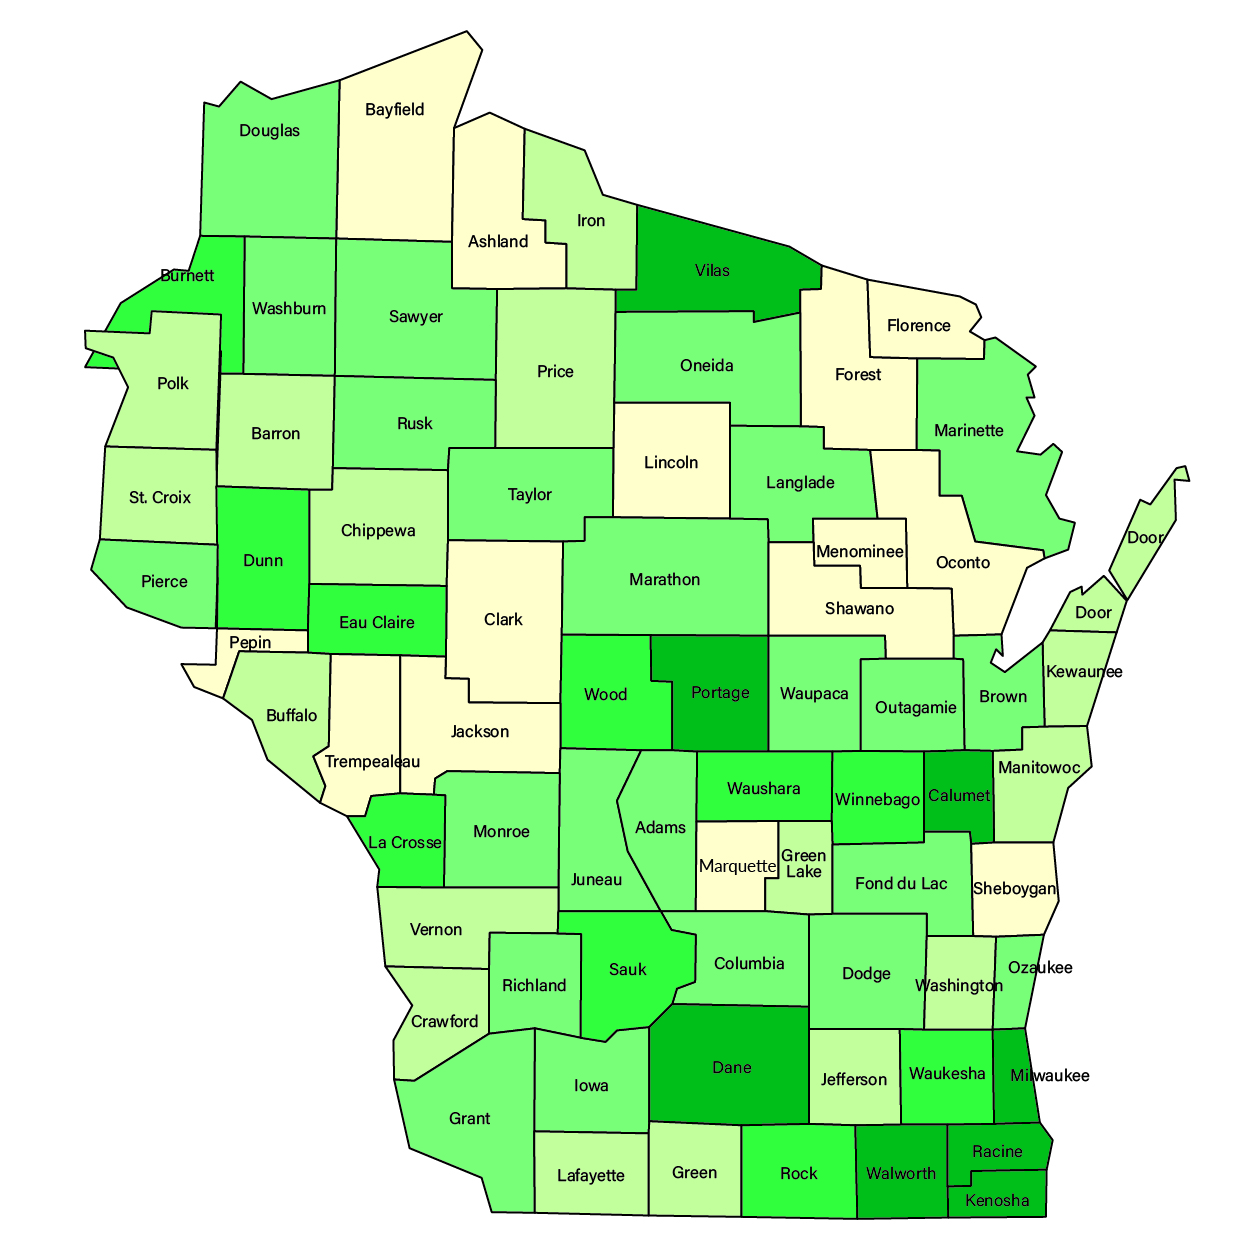 Bayfield
Douglas
Iron
Ashland
Vilas
Burnett
Washburn
Sawyer
Florence
Price
Oneida
Forest
Polk
Rusk
Barron
Marinette
Lincoln
Langlade
Taylor
St. Croix
Chippewa
Door
Menominee
Dunn
Oconto
Pierce
Marathon
Shawano
Door
Eau Claire
Clark
Pepin
Kewaunee
Wood
Portage
Waupaca
Brown
Outagamie
Buffalo
Jackson
Trempealeau
Manitowoc
Waushara
Calumet
Winnebago
Adams
Monroe
La Crosse
Green
Lake
Marquette
Juneau
Fond du Lac
Sheboygan
Vernon
Columbia
Ozaukee
Sauk
Dodge
Richland
Washington
Crawford
Dane
Waukesha
Milwaukee
Jefferson
Iowa
Grant
Racine
Green
Rock
Walworth
Lafayette
Kenosha